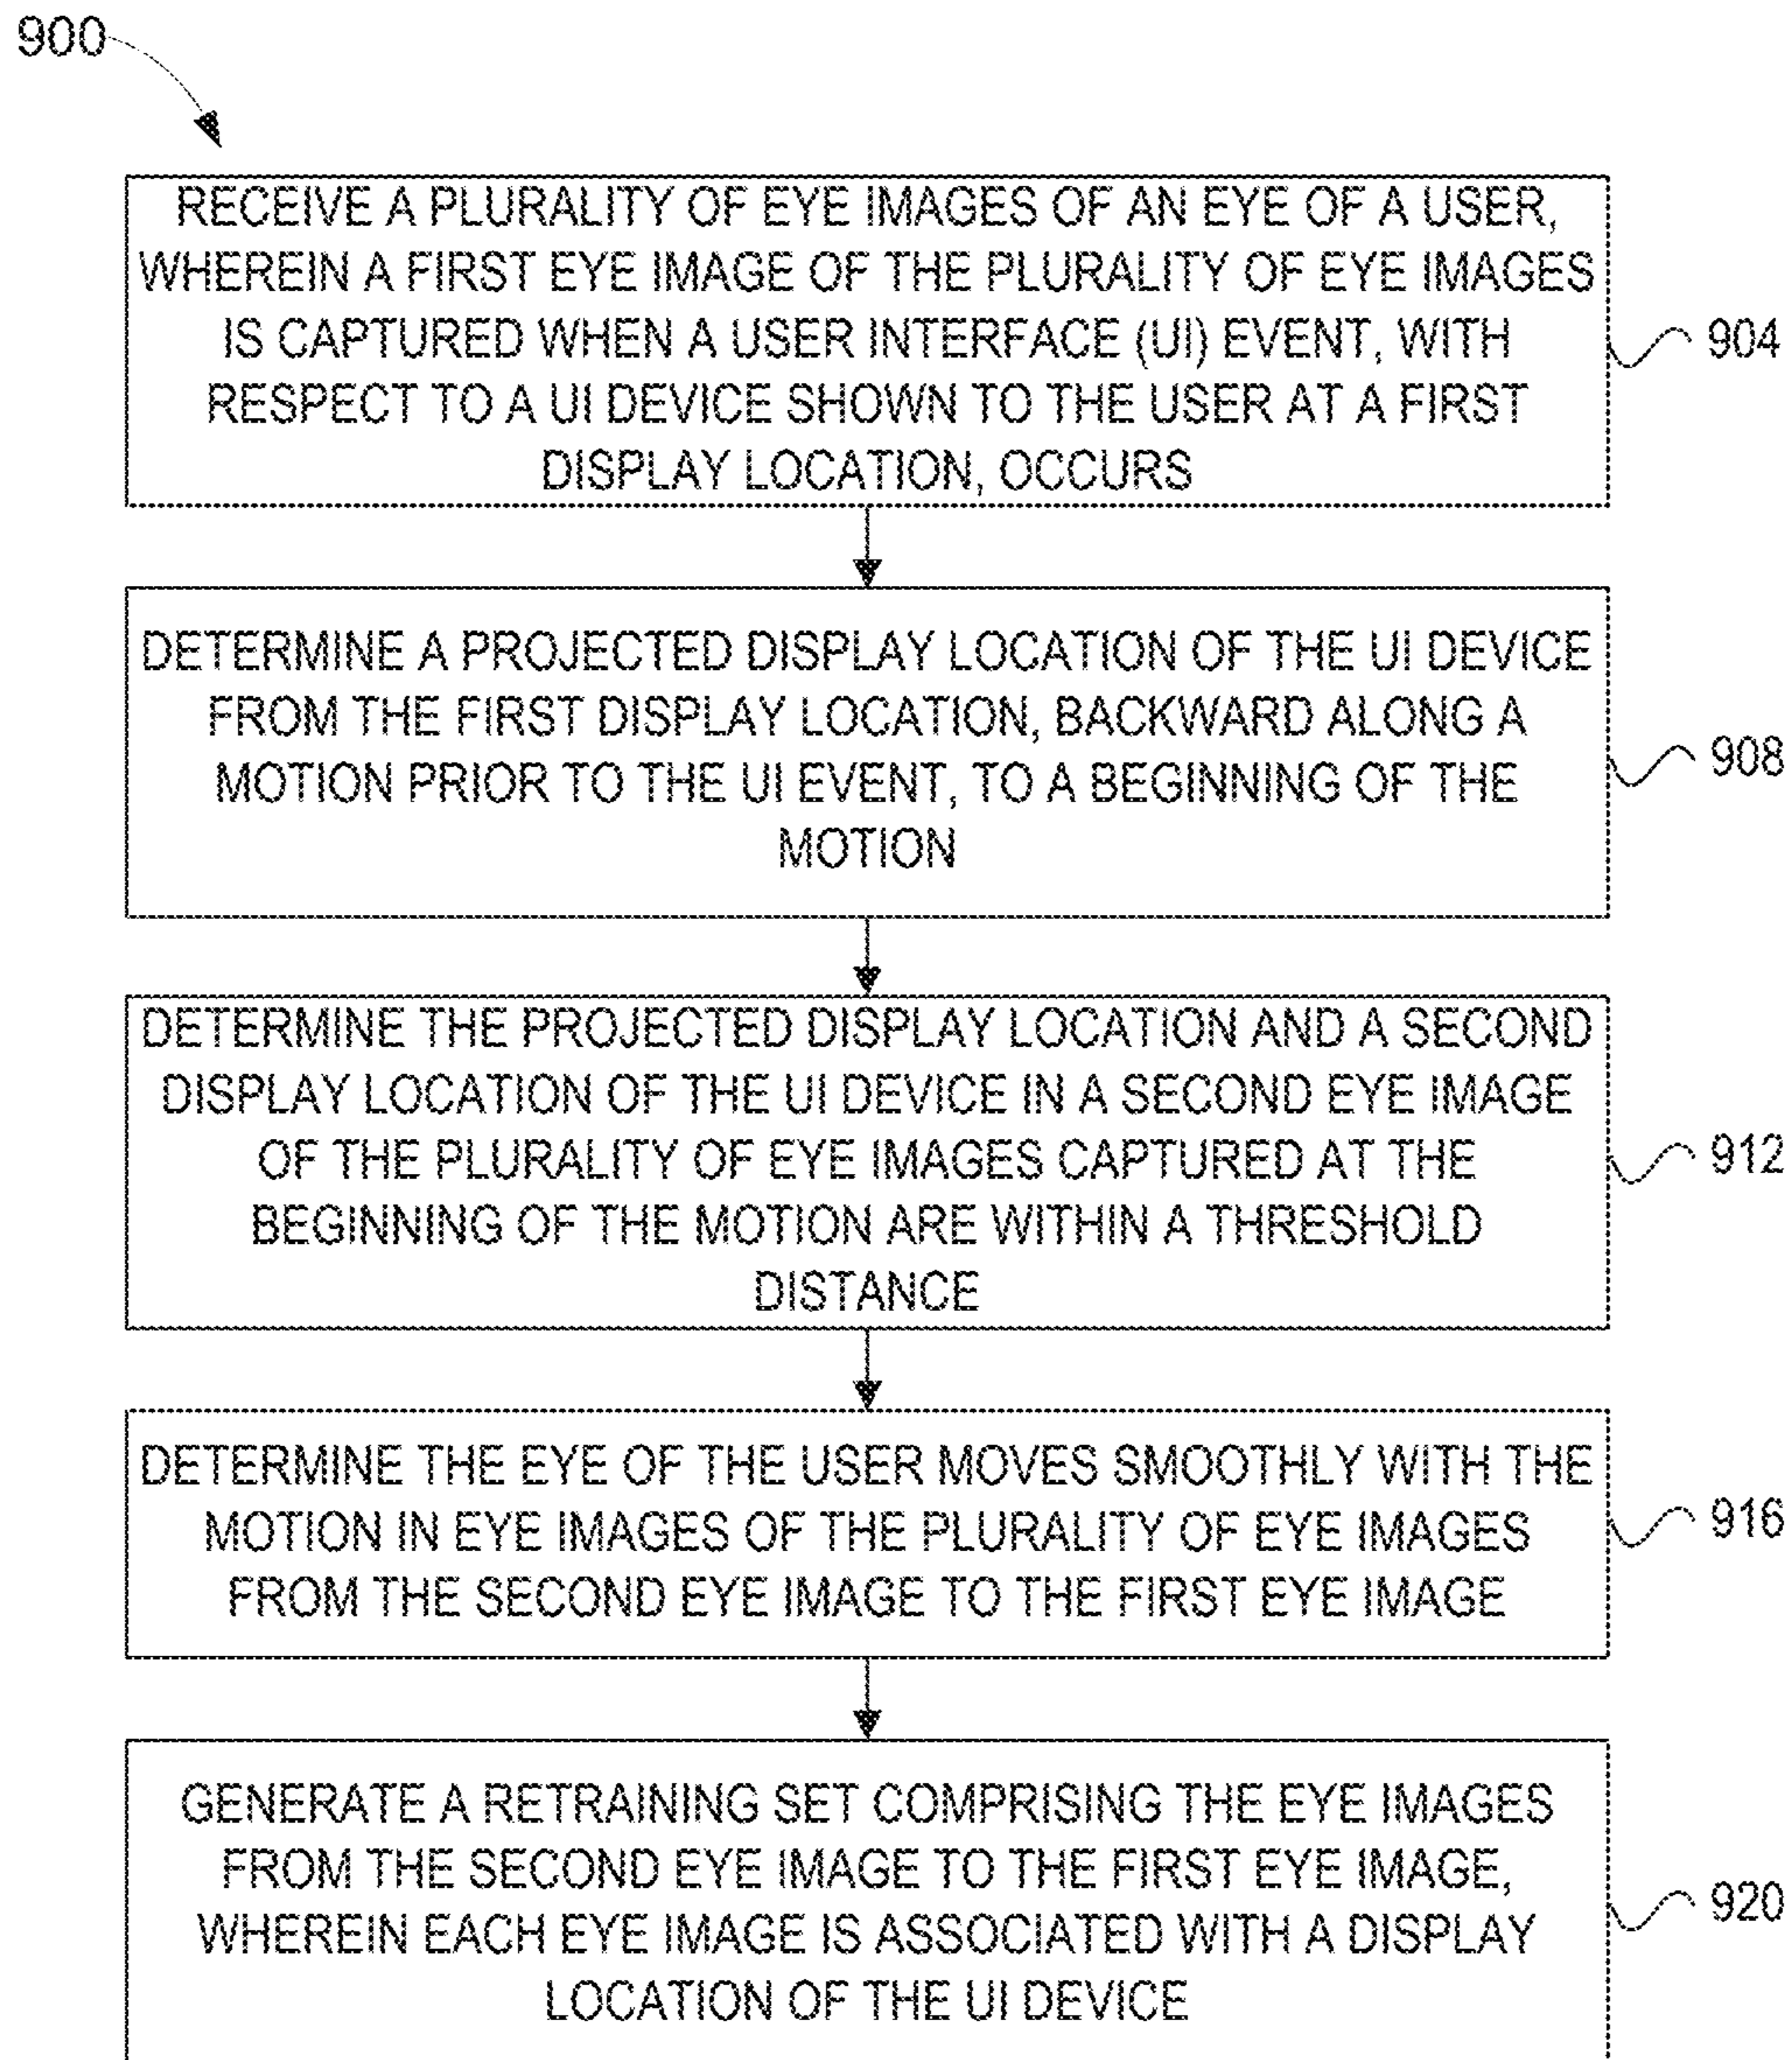 900
RECEIVE A PLURALITY OF EYE IMAGES OF AN EYE OF A USER,
WHEREIN A FIRST EYE IMAGE OF THE PLURALITY OF EYE IMAGES
IS CAPTURED WHEN A USER INTERFACE (UI) EVENT, WITH
RESPECT TO A UI DEVICE SHOWN TO THE USER AT A FIRST
DISPLAY LOCATION, OCCURS
904
DETERMINE A PROJECTED DISPLAY LOCATION OF THE UI DEVICE
FROM THE FIRST DISPLAY LOCATION, BACKWARD ALONG A
MOTION PRIOR TO THE UI EVENT, TO A BEGINNING OF THE
MOTION
908
DETERMINE THE PROJECTED DISPLAY LOCATION AND A SECOND
DISPLAY LOCATION OF THE UI DEVICE IN A SECOND EYE IMAGE
OF THE PLURALITY OF EYE IMAGES CAPTURED AT THE
BEGINNING OF THE MOTION ARE WITHIN A THRESHOLD
DISTANCE
912
DETERMINE THE EYE OF THE USER MOVES SMOOTHLY WITH THE
MOTION IN EYE IMAGES OF THE PLURALITY OF EYE IMAGES
FROM THE SECOND EYE IMAGE TO THE FIRST EYE IMAGE
916
GENERATE A RETRAINING SET COMPRISING THE EYE IMAGES
FROM THE SECOND EYE IMAGE TO THE FIRST EYE IMAGE,
WHEREIN EACH EYE IMAGE IS ASSOCIATED WITH A DISPLAY
LOCATION OF THE UI DEVICE
920